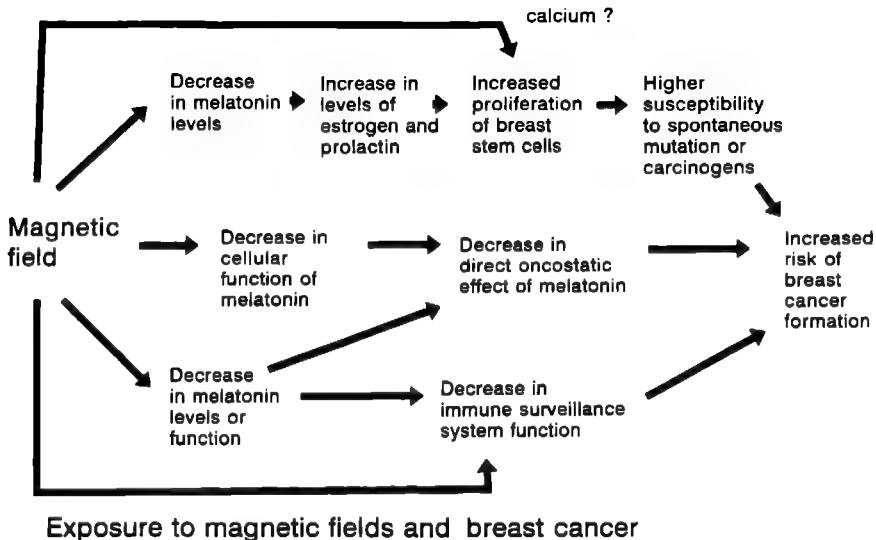 calcium ?
Decrease
in melatonin
levels
Increase in
levels of
estrogen and
prolactin
Increased
proliferation
of breast
stem cells
Higher
susceptibility
to spontaneous
mutation or
carcinogens
Magnetic
field
Decrease in
cellular
function of
melatonin
Decrease in
direct oncostatic
effect of melatonin
Increased
risk of
breast
cancer
formation
Decrease
in melatonin
levels or
function
Decrease in
immune surveillance
system function
Exposure to magnetic fields and breast cancer